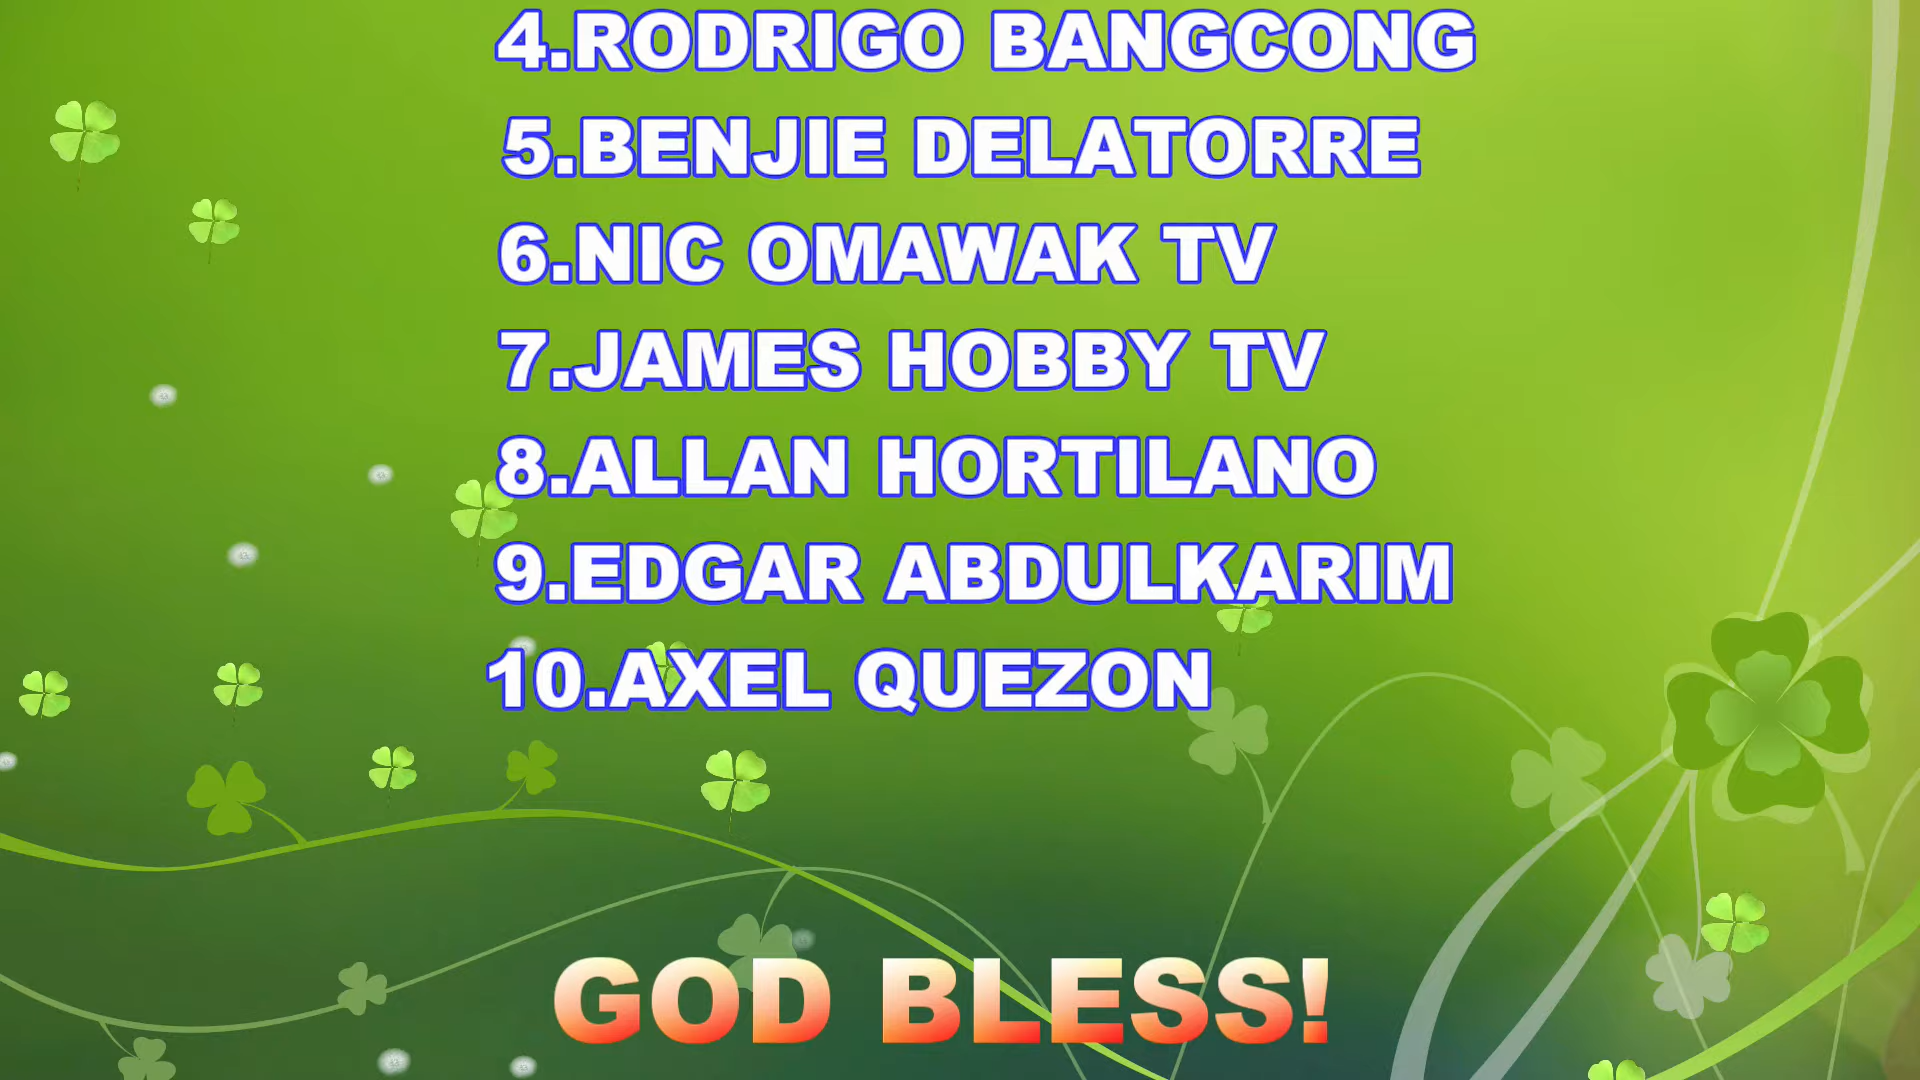 4.RODRIGO BANGCONG
5.BENJIE DELATORRE
6.NIC OMAWAK TV
7.JAMES HOBBY TV
8.ALLAN HORTILANO
9.EDGAR ABDULKARIM
10.AXEL QUEZON
GOD BLESS!